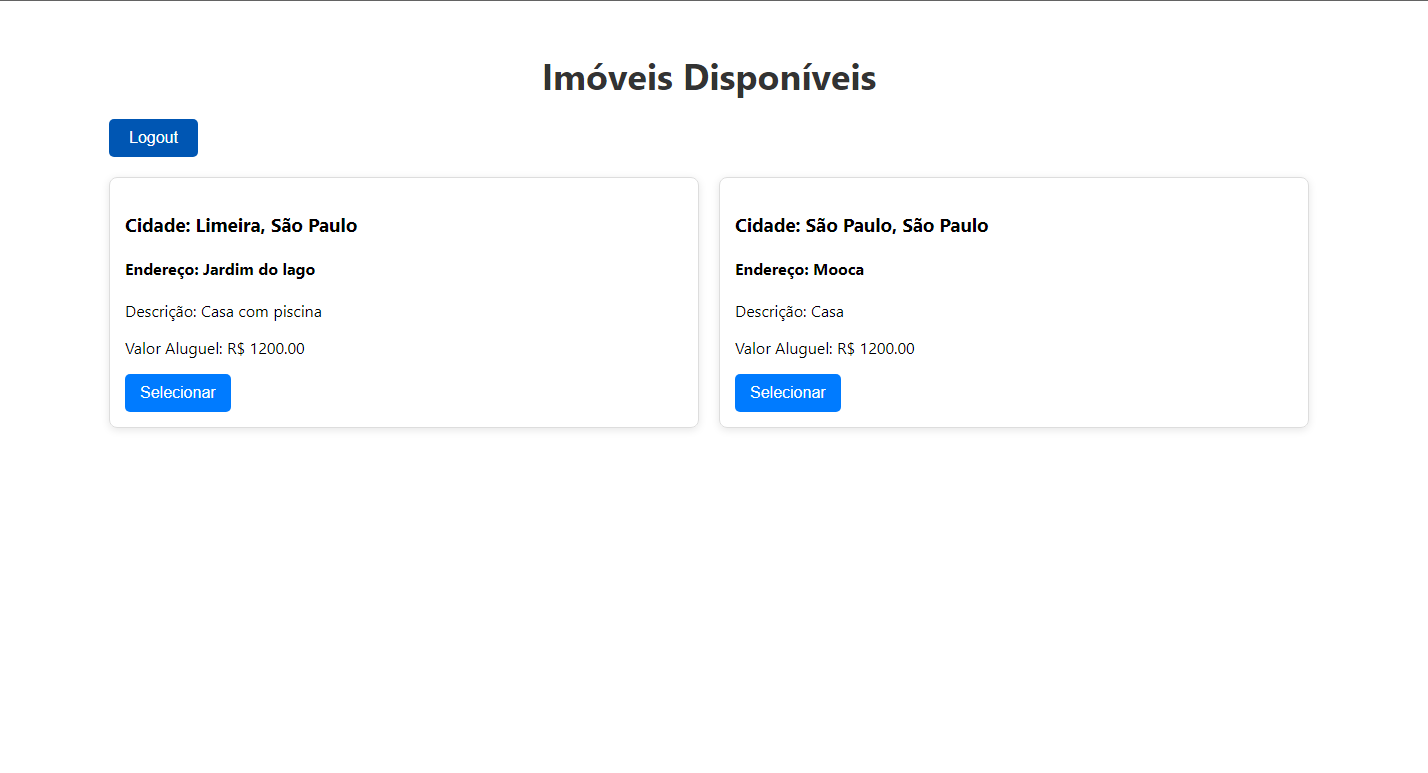 Imóveis Disponíveis
Logout
Cidade: Limeira, São Paulo
Endereço: Jardim do lago
Descrição: Casa com piscina
Valor Aluguel: R$ 1200.00
Selecionar
Cidade: São Paulo, São Paulo
Endereço: Mooca
Descrição: Casa
Valor Aluguel: R$ 1200.00
Selecionar